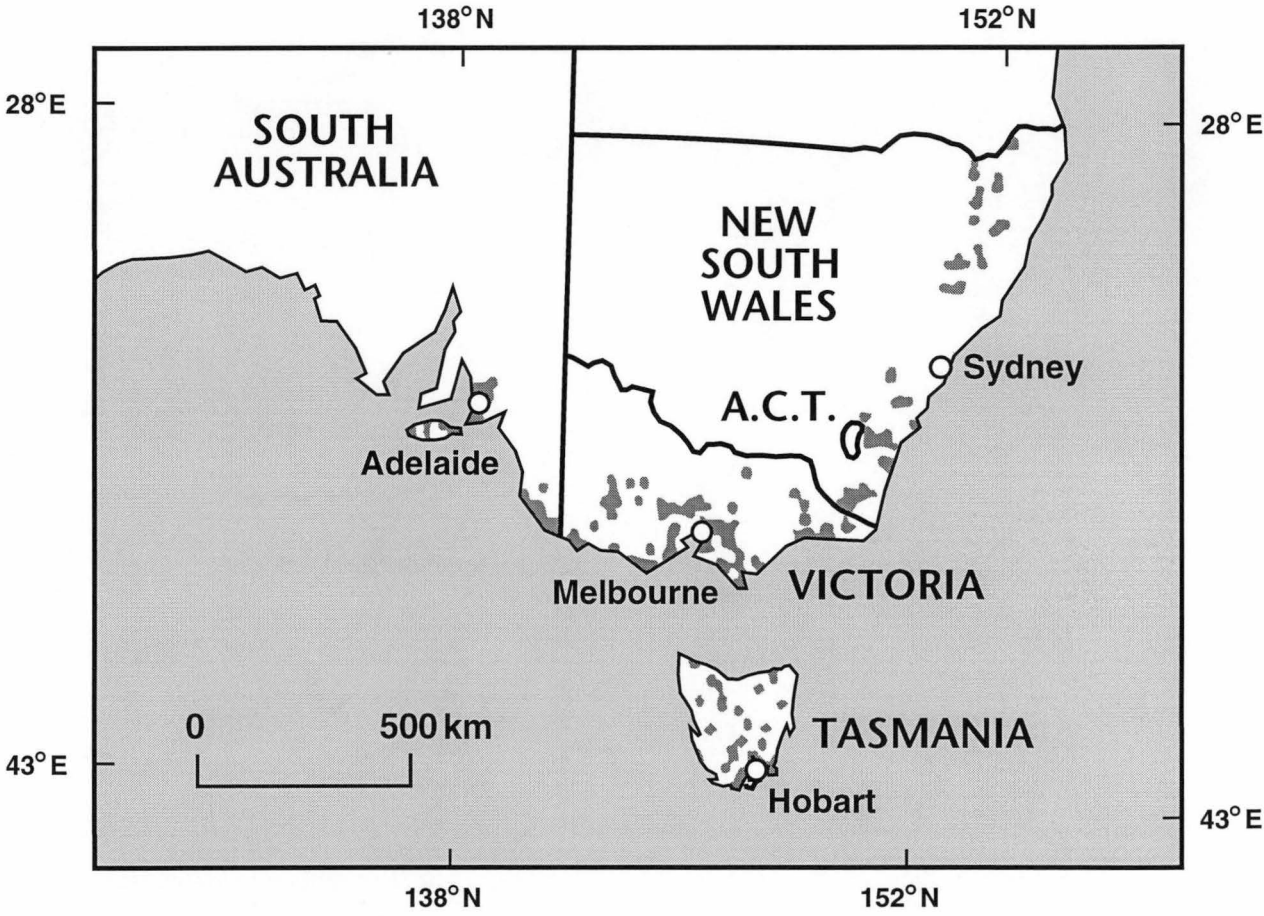 138°N 152°N
28°E
28°E
SOUTH
AUSTRALIA
NEW
SOUTH
WALES
Sydney
A.C.T.
Adelaide
Melbourne
VICTORIA
0 500 km
TASMANIA
43°E
Hobart
43°E
138°N 152°N